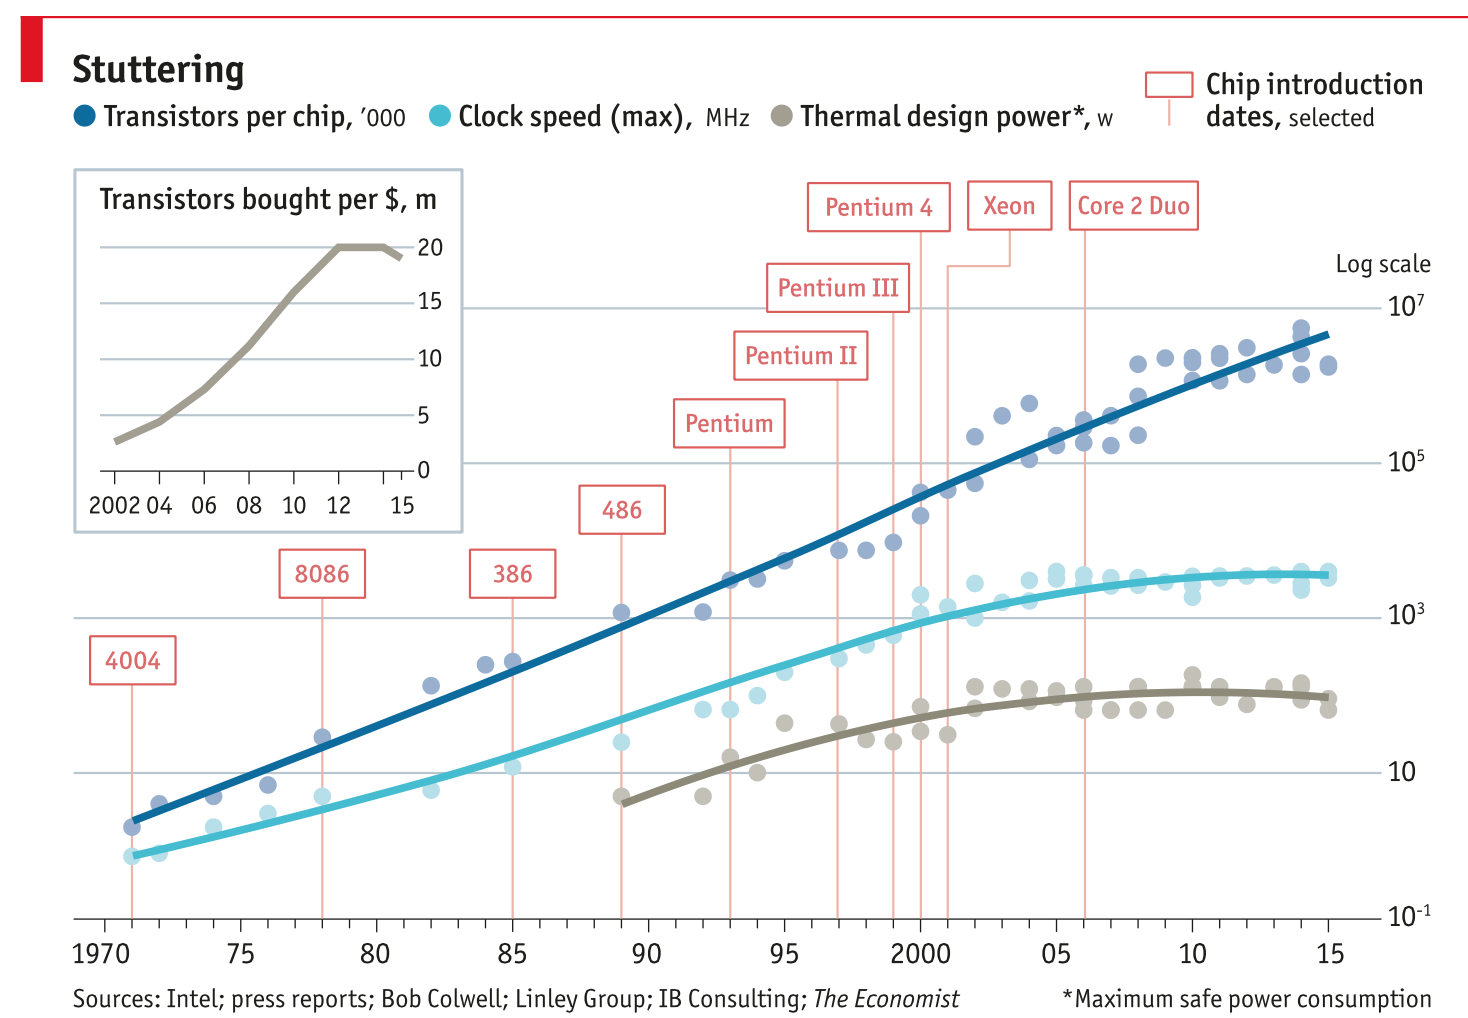 Stuttering
Transistors per chip, ’000
Clock speed (max), MHz
Thermal design power*, w
Chip introduction
dates, selected
Transistors bought per $, m
20
15
10
5
0
2002 04 06 08 10 12 15
Pentium 4
Xeon
Core 2 Duo
Log scale
Pentium III
10⁷
Pentium II
Pentium
10⁵
486
8086
386
10³
4004
10
10⁻¹
1970 75 80 85 90 95 2000 05 10 15
Sources: Intel; press reports; Bob Colwell; Linley Group; IB Consulting; The Economist
*Maximum safe power consumption